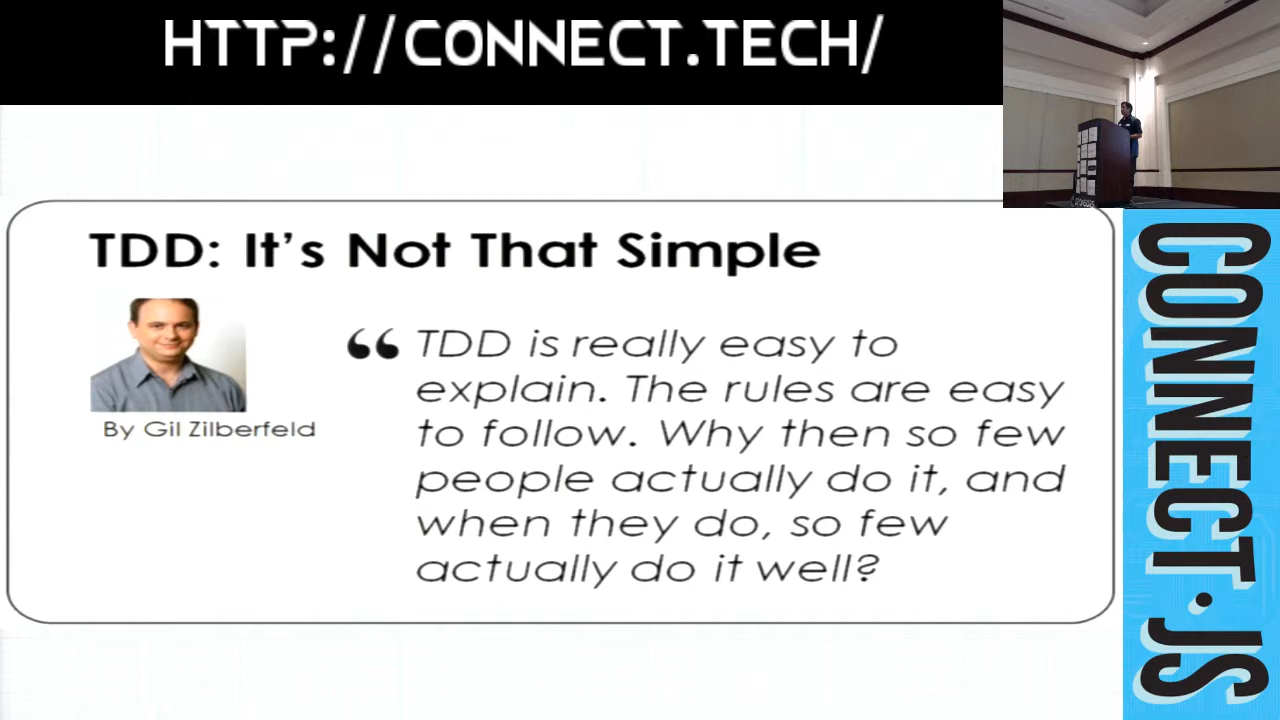 HTTP://CONNECT.TECH/
TDD: It's Not That Simple
By Gil Zilberfeld
“ TDD is really easy to
explain. The rules are easy
to follow. Why then so few
people actually do it, and
when they do, so few
actually do it well?
CONNECT.JS
SPONSORS